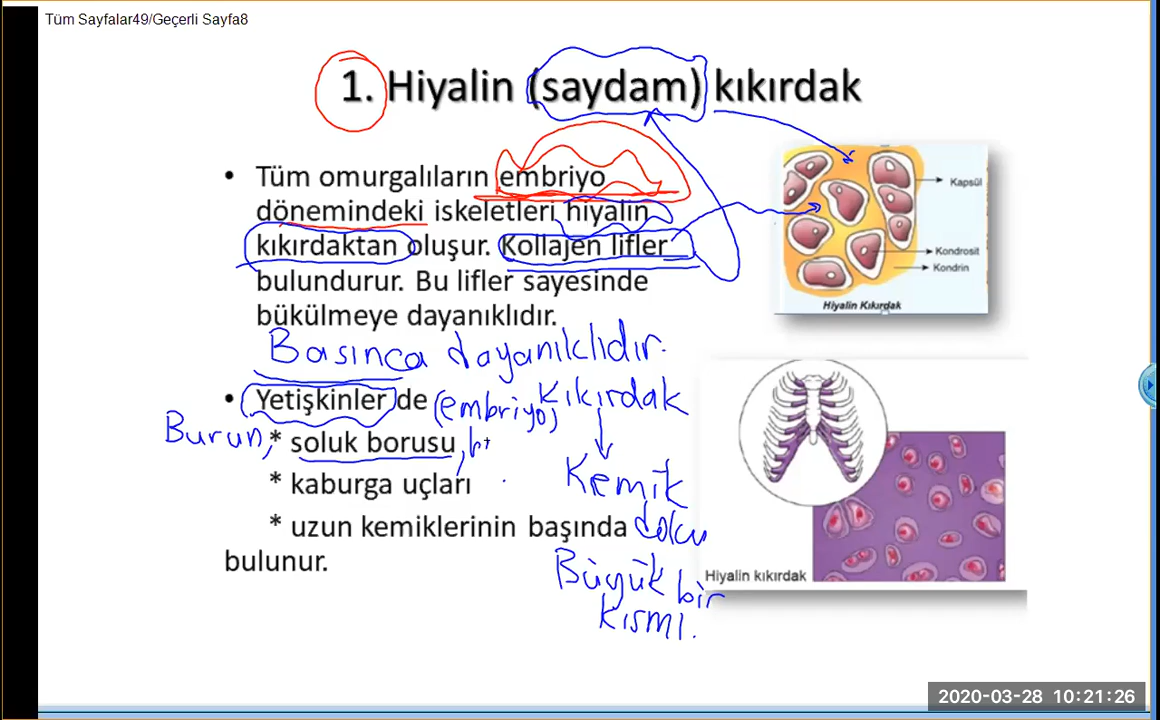 Tüm Sayfalar49/Geçerli Sayfa8
1. Hiyalin (saydam) kıkırdak
• Tüm omurgalıların embriyo
dönemindeki iskeletleri hiyalin
kıkırdaktan oluşur. Kollajen lifler
bulundurur. Bu lifler sayesinde
bükülmeye dayanıklıdır.
Basınca dayanıklıdır.
• Yetişkinlerde
Burun, * soluk borusu,
* kaburga uçları
* uzun kemiklerinin başında
bulunur.
(embriyo) Kıkırdak
Kemik
doku
Büyük bir
kısmı.
Kapsül
Kondrosit
Kondrin
Hiyalin Kıkırdak
Hiyalin kıkırdak
2020-03-28 10:21:26